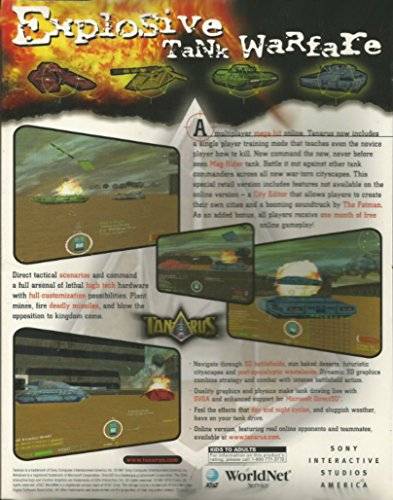 Explosive
Tank Warfare
A multiplayer mega hit online, Tanarus now includes
a single player training mode that teaches even the novice
player how to kill. Now command the new, never before
seen Mag Rider tank. Battle it out against other tank
commanders across all new war-torn cityscapes. This
special retail version includes features not available on the
online version – a City Editor that allows players to create
their own cities and a booming soundtrack by The Fatman.
As an added bonus, all players receive one month of free
online gameplay!
Direct tactical scenarios and command
a full arsenal of lethal high tech hardware
with full customization possibilities. Plant
mines, fire deadly missiles, and blow the
opposition to kingdom come.
TANARUS
Navigate through 3D battlefields, sun baked deserts, futuristic
cityscapes and post-apocalyptic wastelands. Dynamic 3D graphics
combine strategy and combat with intense battlefield action.
Quality graphics and physics make tank driving lies with
SVGA and enhanced support for Microsoft Direct3D.
Feel the effects that day and night cycles, and sluggish weather,
have on your tank drive.
Online version, featuring real online opponents and teammates,
available at www.tanarus.com.
www.tanarus.com
KIDS TO ADULTS
AT&T
WorldNet
Service
SONY
INTERACTIVE
STUDIOS
AMERICA